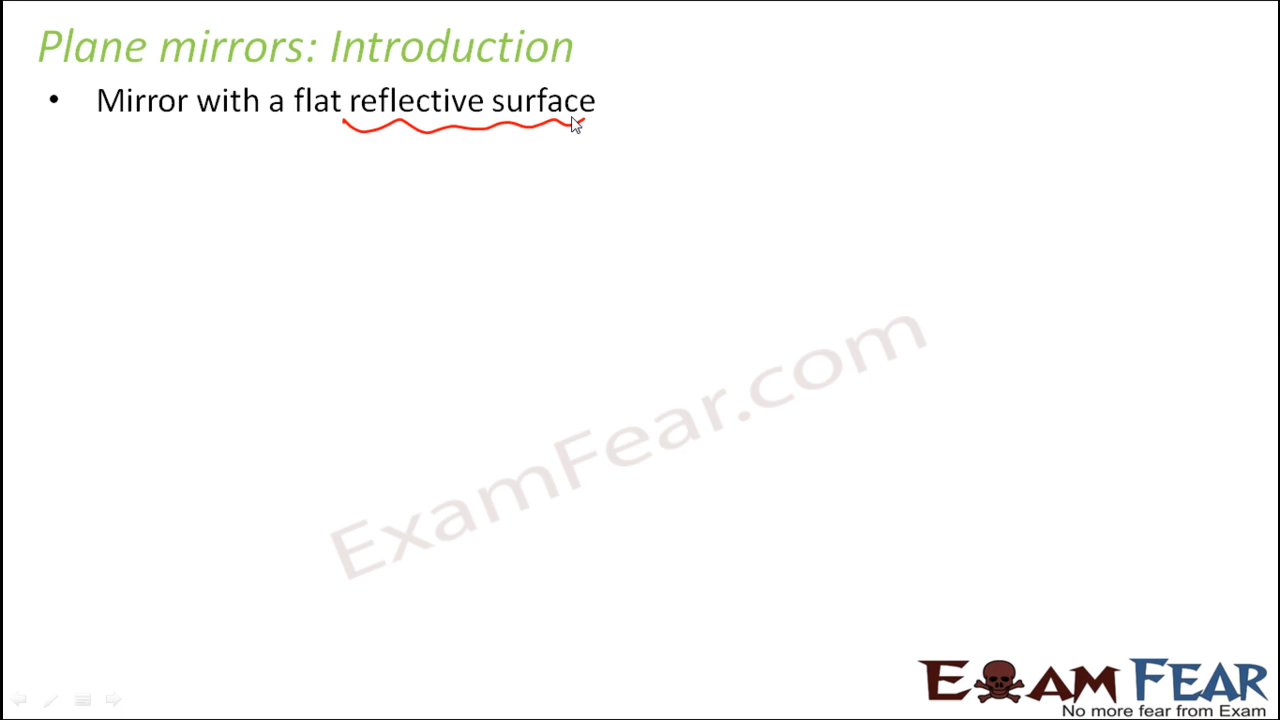 Plane mirrors: Introduction
• Mirror with a flat reflective surface
ExamFear.com
EXAM FEAR
No more fear from Exam